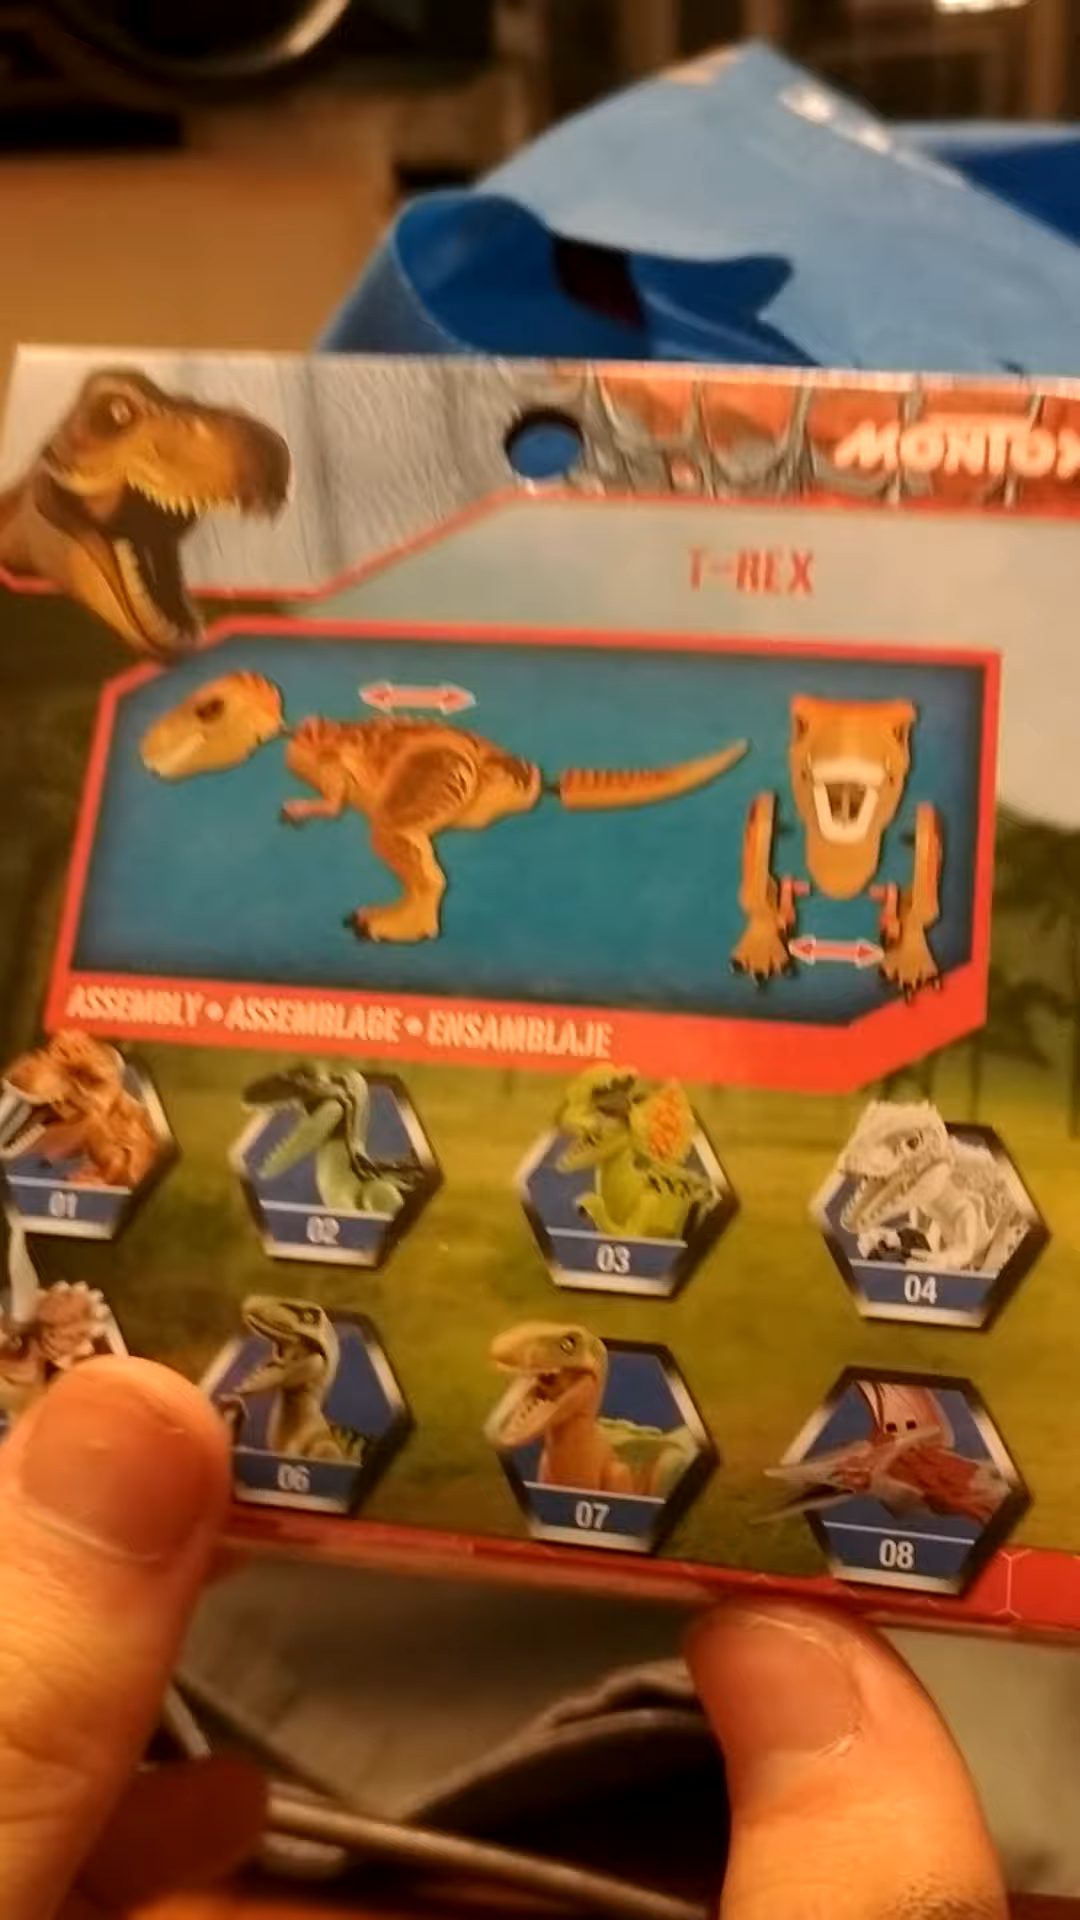 MONTOY
T-REX
ASSEMBLY • ASSEMBLAGE • ENSAMBLAJE
01 02 03 04
06 07 08